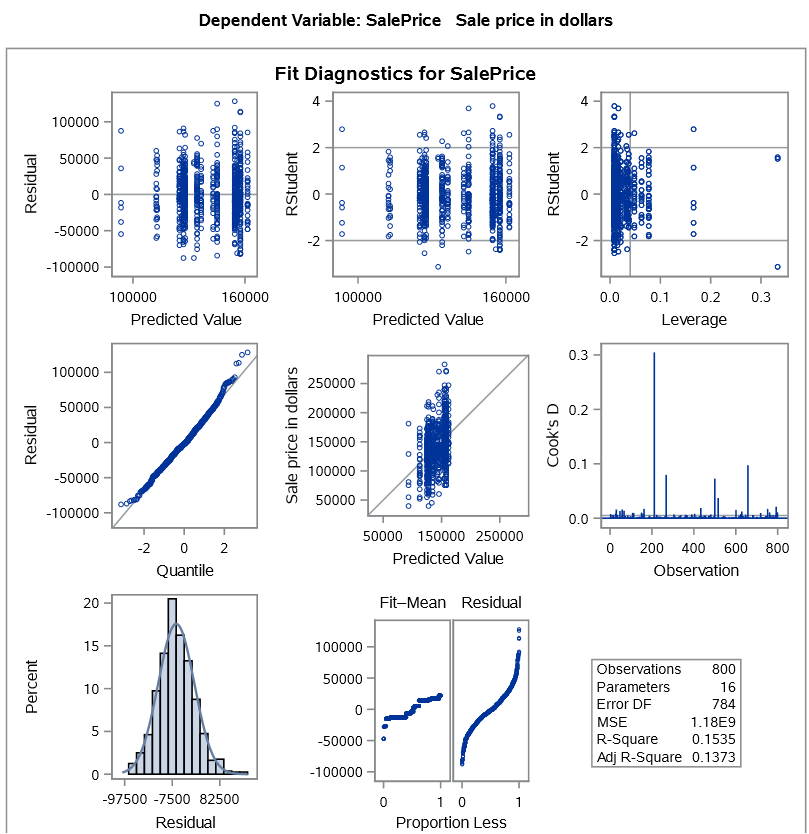 Dependent Variable: SalePrice Sale price in dollars
Fit Diagnostics for SalePrice
100000
50000
0
-50000
-100000
Residual
100000 160000
Predicted Value
4
2
0
-2
RStudent
100000 160000
Predicted Value
4
2
0
-2
RStudent
0.0 0.1 0.2 0.3
Leverage
100000
50000
0
-50000
-100000
Residual
-2 0 2
Quantile
250000
200000
150000
100000
50000
Sale price in dollars
50000 150000 250000
Predicted Value
0.3
0.2
0.1
0.0
Cook's D
0 200 400 600 800
Observation
20
15
10
5
0
Percent
-97500 -7500 82500
Residual
Fit–Mean Residual
100000
50000
0
-50000
-100000
0 1 0 1
Proportion Less
Observations 800
Parameters 16
Error DF 784
MSE 1.18E9
R-Square 0.1535
Adj R-Square 0.1373